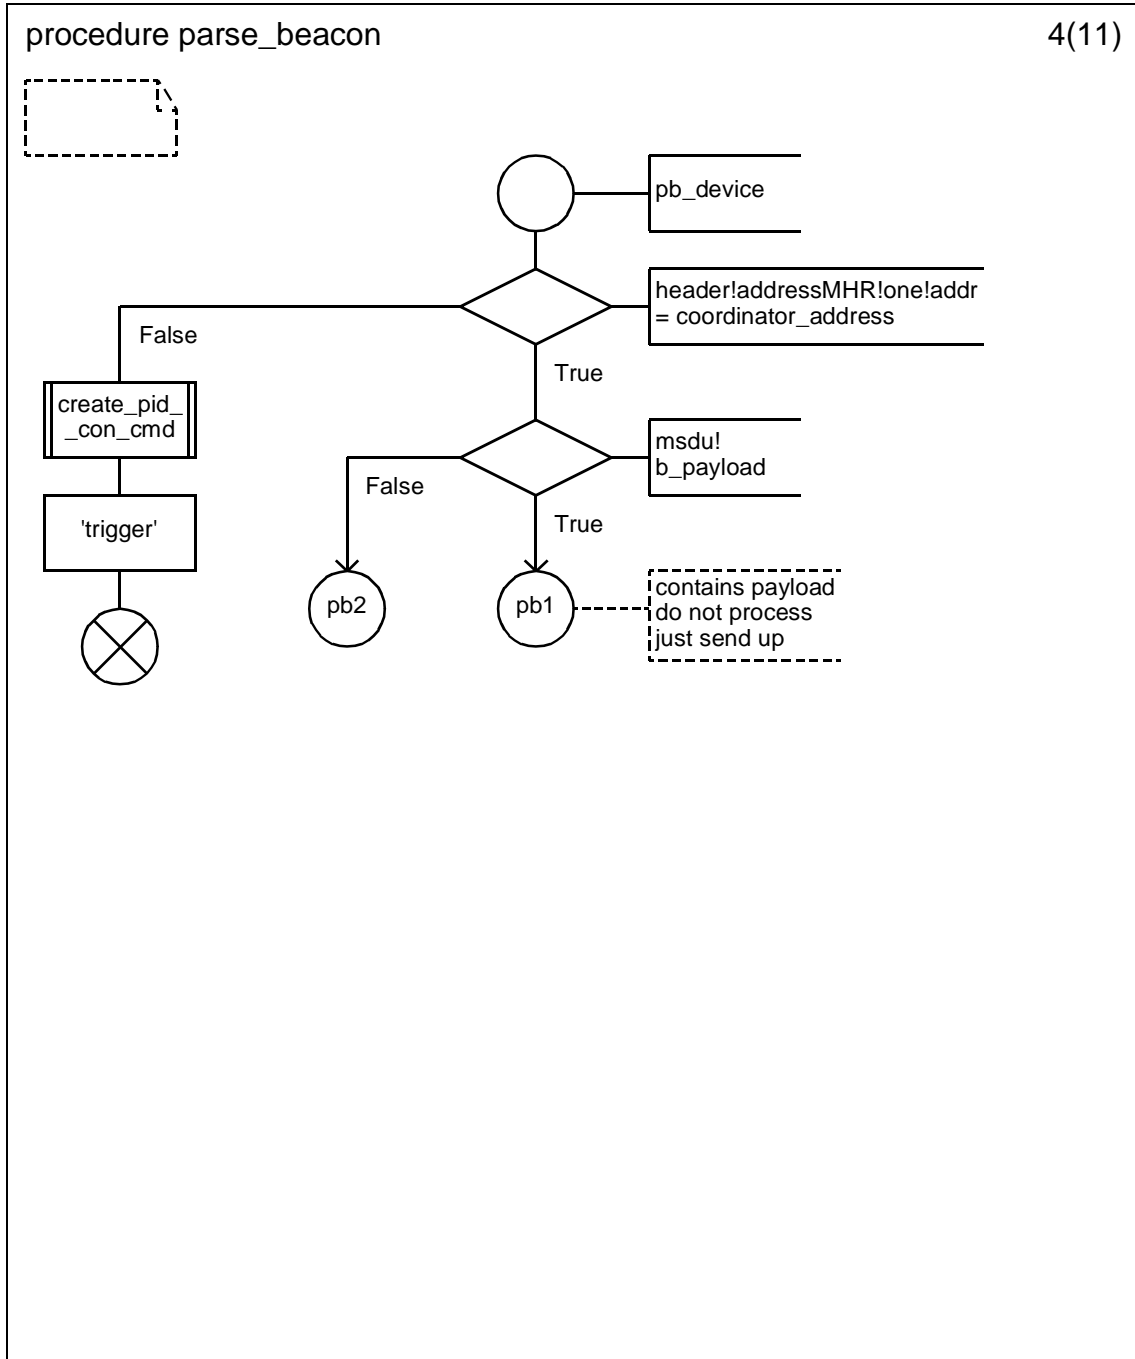 procedure parse_beacon
4(11)
pb_device
header!addressMHR!one!addr
= coordinator_address
False
True
create_pid_
_con_cmd
msdu!
b_payload
False
True
'trigger'
pb2
pb1
contains payload
do not process
just send up